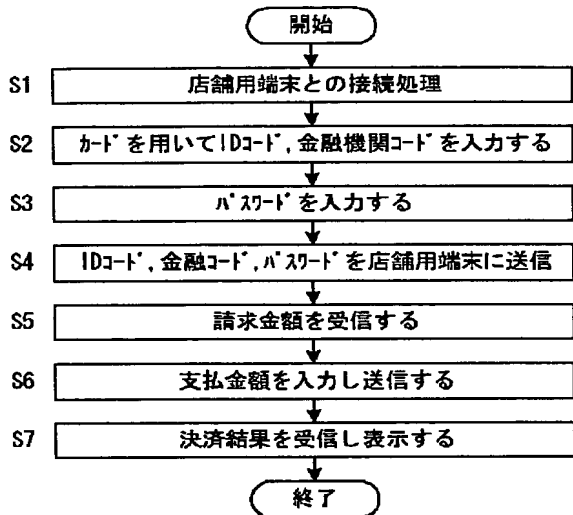 開始
S1 店舗用端末との接続処理
S2 ｶｰﾄﾞを用いてIDｺｰﾄﾞ,金融機関ｺｰﾄﾞを入力する
S3 ﾊﾟｽﾜｰﾄﾞを入力する
S4 IDｺｰﾄﾞ,金融ｺｰﾄﾞ,ﾊﾟｽﾜｰﾄﾞを店舗用端末に送信
S5 請求金額を受信する
S6 支払金額を入力し送信する
S7 決済結果を受信し表示する
終了